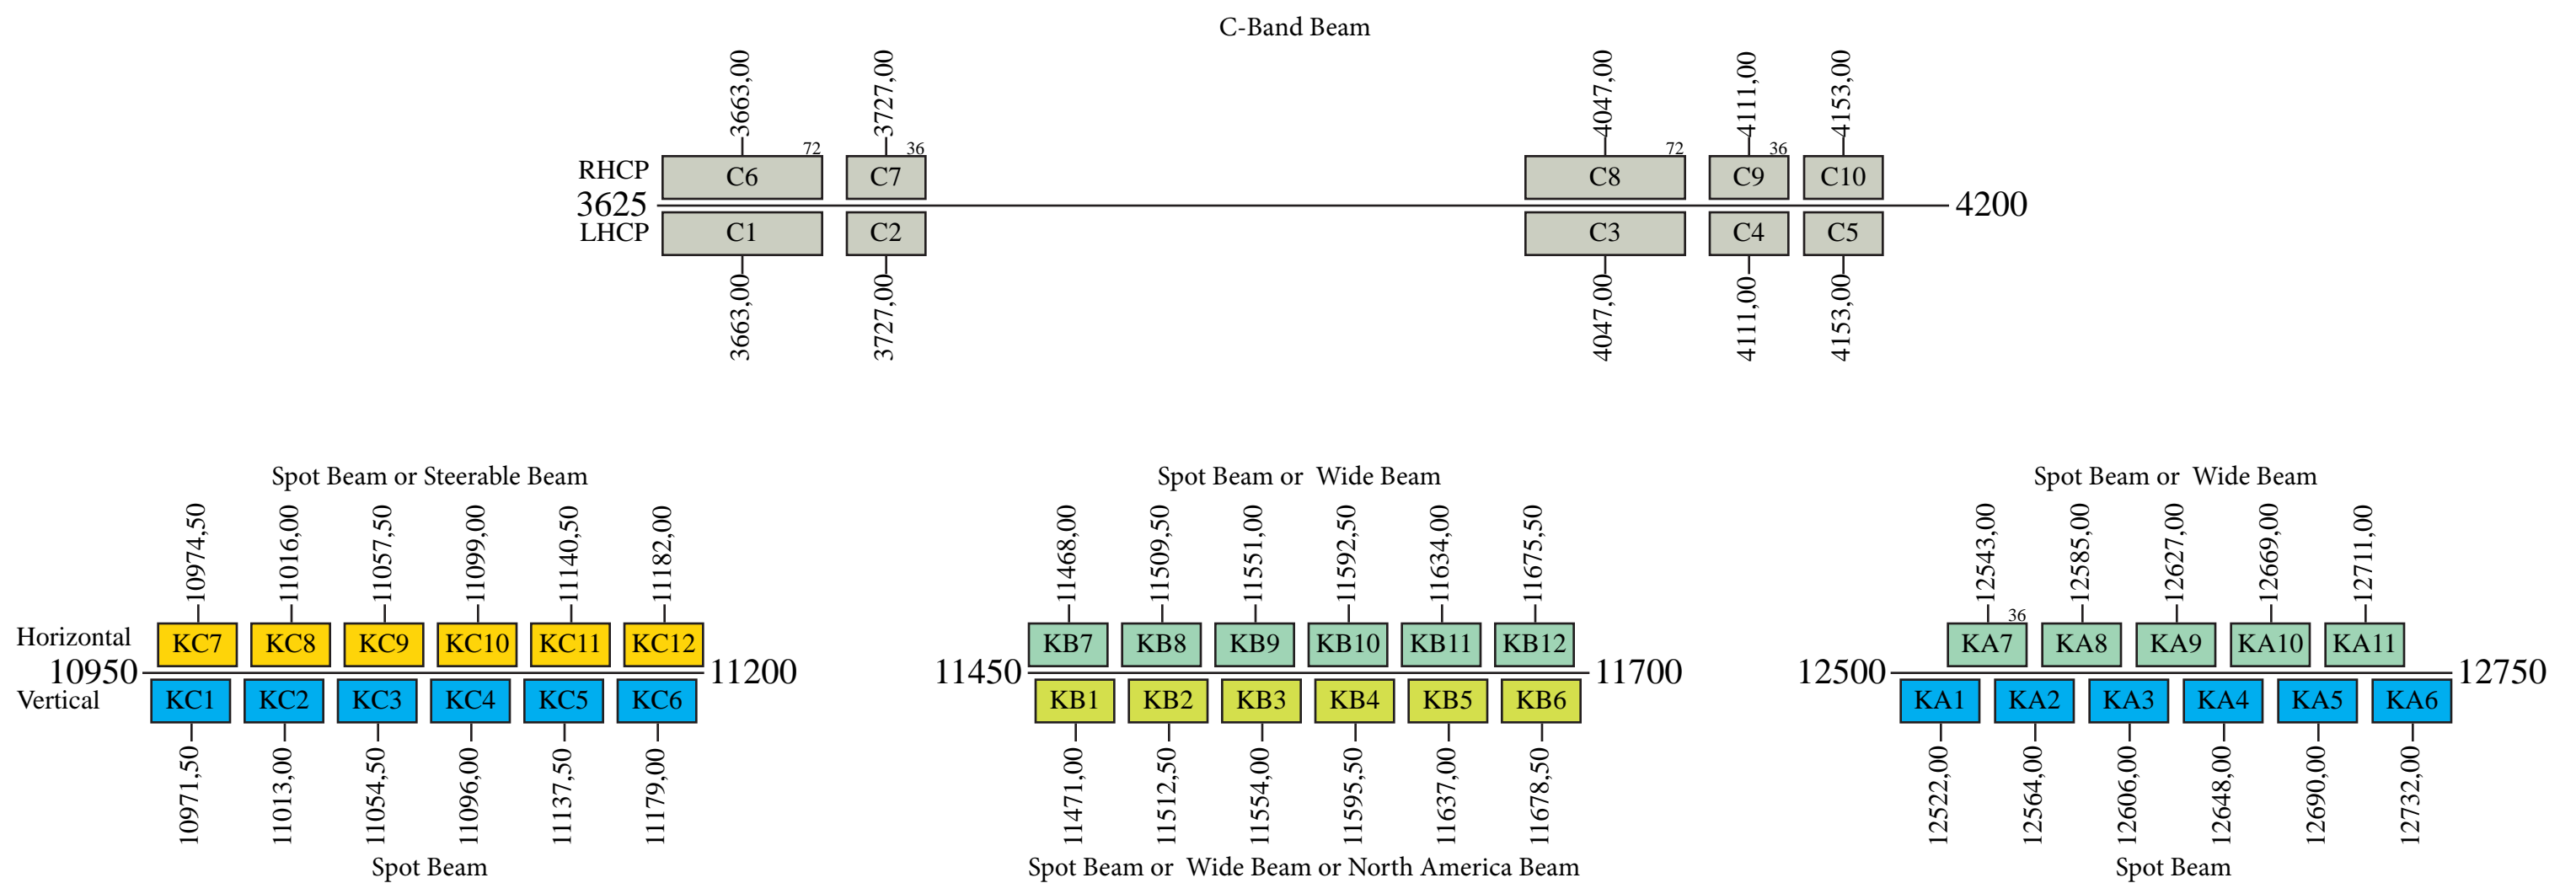 C-Band Beam
3663,00 3727,00 4047,00 4111,00 4153,00
72 36 72 36
RHCP C6 C7 C8 C9 C10
3625 4200
LHCP C1 C2 C3 C4 C5
3663,00 3727,00 4047,00 4111,00 4153,00
Spot Beam or Steerable Beam
10974,50 11016,00 11057,50 11099,00 11140,50 11182,00
Horizontal KC7 KC8 KC9 KC10 KC11 KC12
10950 11200
Vertical KC1 KC2 KC3 KC4 KC5 KC6
10971,50 11013,00 11054,50 11096,00 11137,50 11179,00
Spot Beam
Spot Beam or Wide Beam
11468,00 11509,50 11551,00 11592,50 11634,00 11675,50
KB7 KB8 KB9 KB10 KB11 KB12
11450 11700
KB1 KB2 KB3 KB4 KB5 KB6
11471,00 11512,50 11554,00 11595,50 11637,00 11678,50
Spot Beam or Wide Beam or North America Beam
Spot Beam or Wide Beam
12543,00 12585,00 12627,00 12669,00 12711,00
36
KA7 KA8 KA9 KA10 KA11
12500 12750
KA1 KA2 KA3 KA4 KA5 KA6
12522,00 12564,00 12606,00 12648,00 12690,00 12732,00
Spot Beam